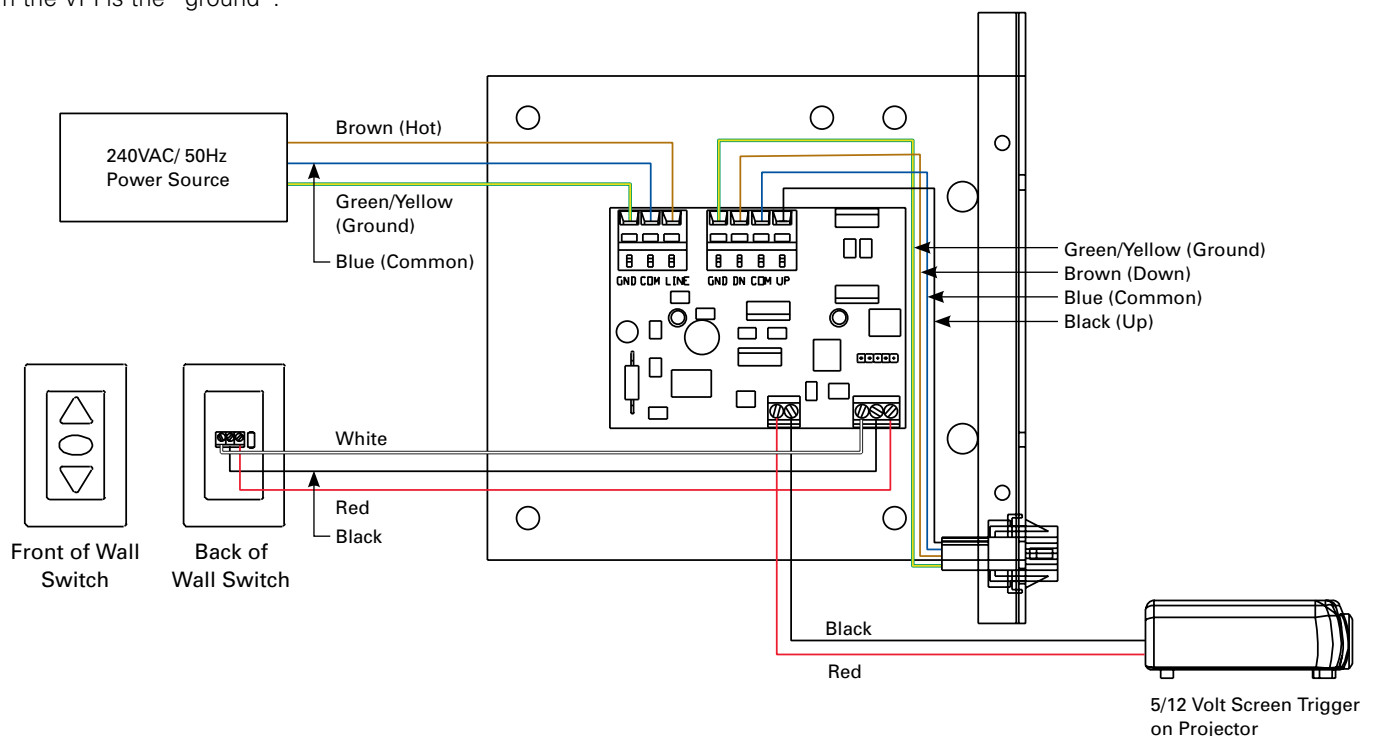 n the VPI is the "ground".
Brown (Hot)
240VAC/ 50Hz
Power Source
Green/Yellow
(Ground)
Blue (Common)
GND COM LINE
GND DN COM UP
Green/Yellow (Ground)
Brown (Down)
Blue (Common)
Black (Up)
White
Red
Black
Front of Wall
Switch
Back of
Wall Switch
Black
Red
5/12 Volt Screen Trigger
on Projector